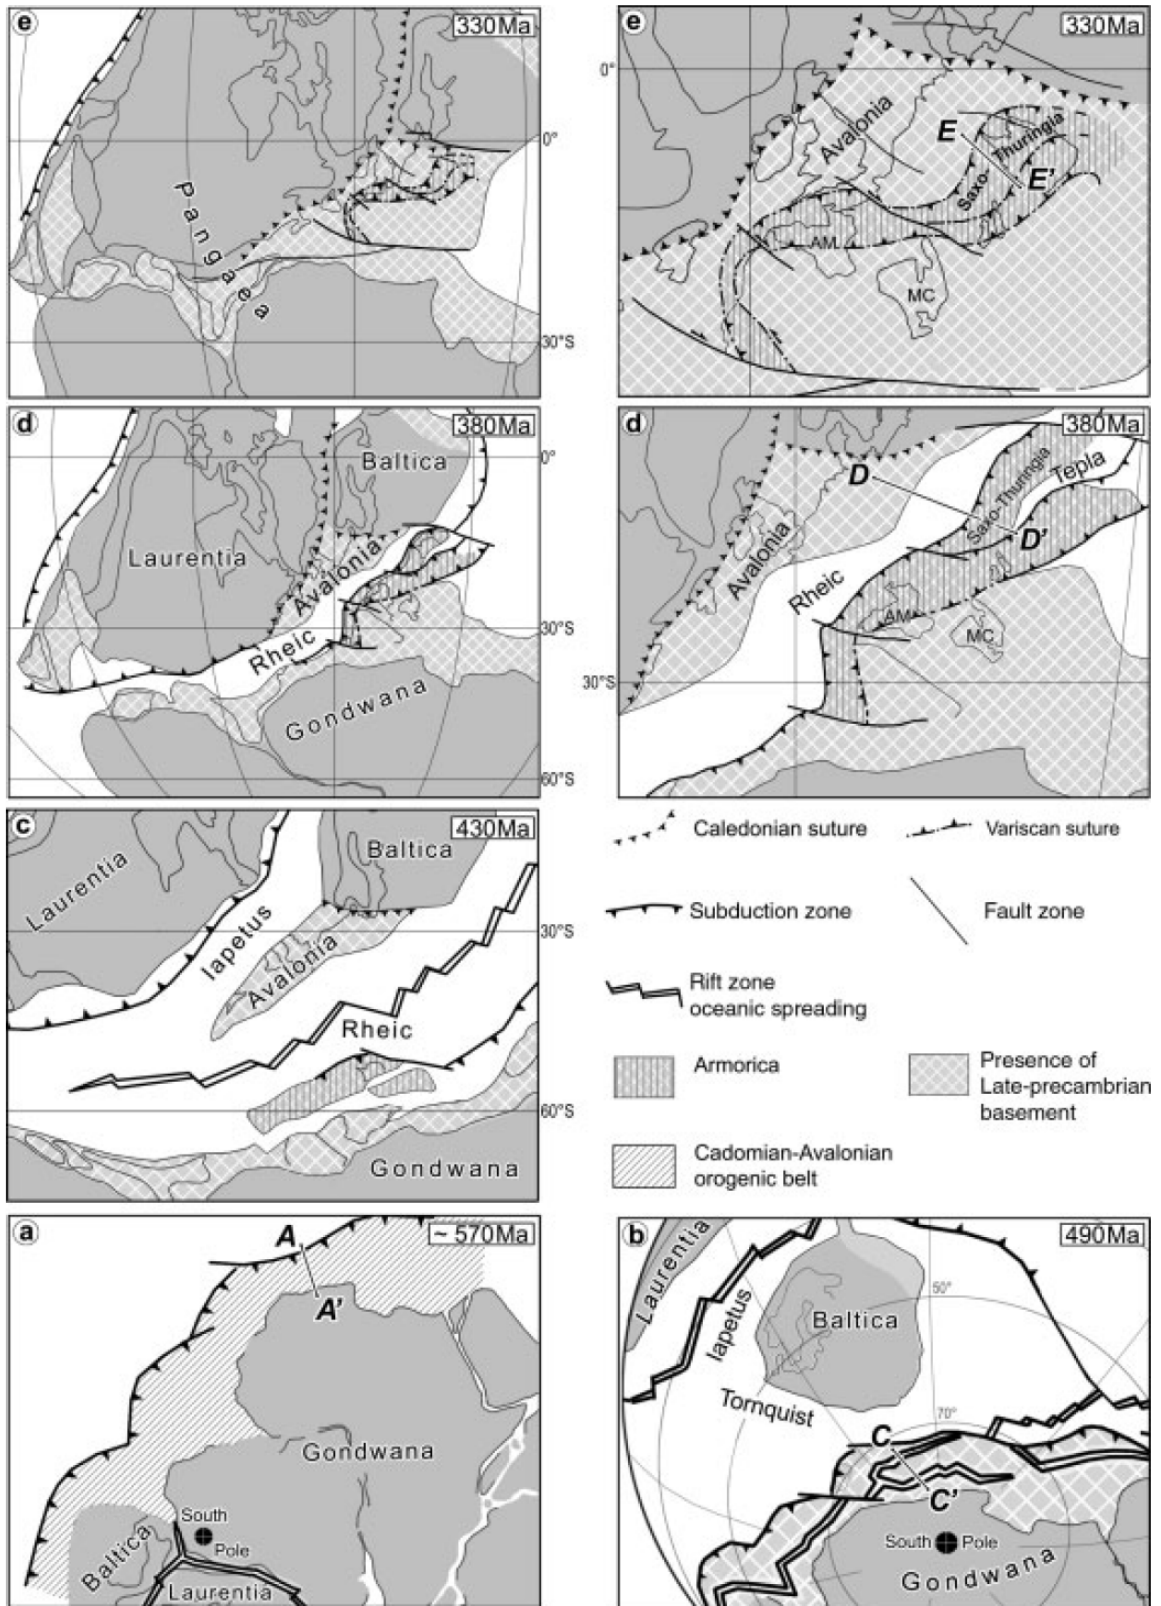 e
330Ma
0°
Pangaea
30°S
e
330Ma
0°
Avalonia
E
Saxo-
Thuringia
E'
AM
MC
d
380Ma
Baltica
0°
Laurentia
Avalonia
30°S
Rheic
Gondwana
60°S
d
380Ma
D
Saxo-Thuringia
Tepla
D'
Avalonia
Rheic
AM
MC
30°S
c
430Ma
Baltica
Laurentia
Iapetus
30°S
Avalonia
Rheic
60°S
Gondwana
Caledonian suture
Variscan suture
Subduction zone
Fault zone
Rift zone
oceanic spreading
Armorica
Presence of
Late-precambrian
basement
Cadomian-Avalonian
orogenic belt
a
~ 570Ma
A
A'
Gondwana
South
Pole
Baltica
Laurentia
b
490Ma
Laurentia
50°
Iapetus
Baltica
Tornquist
70°
C
C'
South Pole
Gondwana